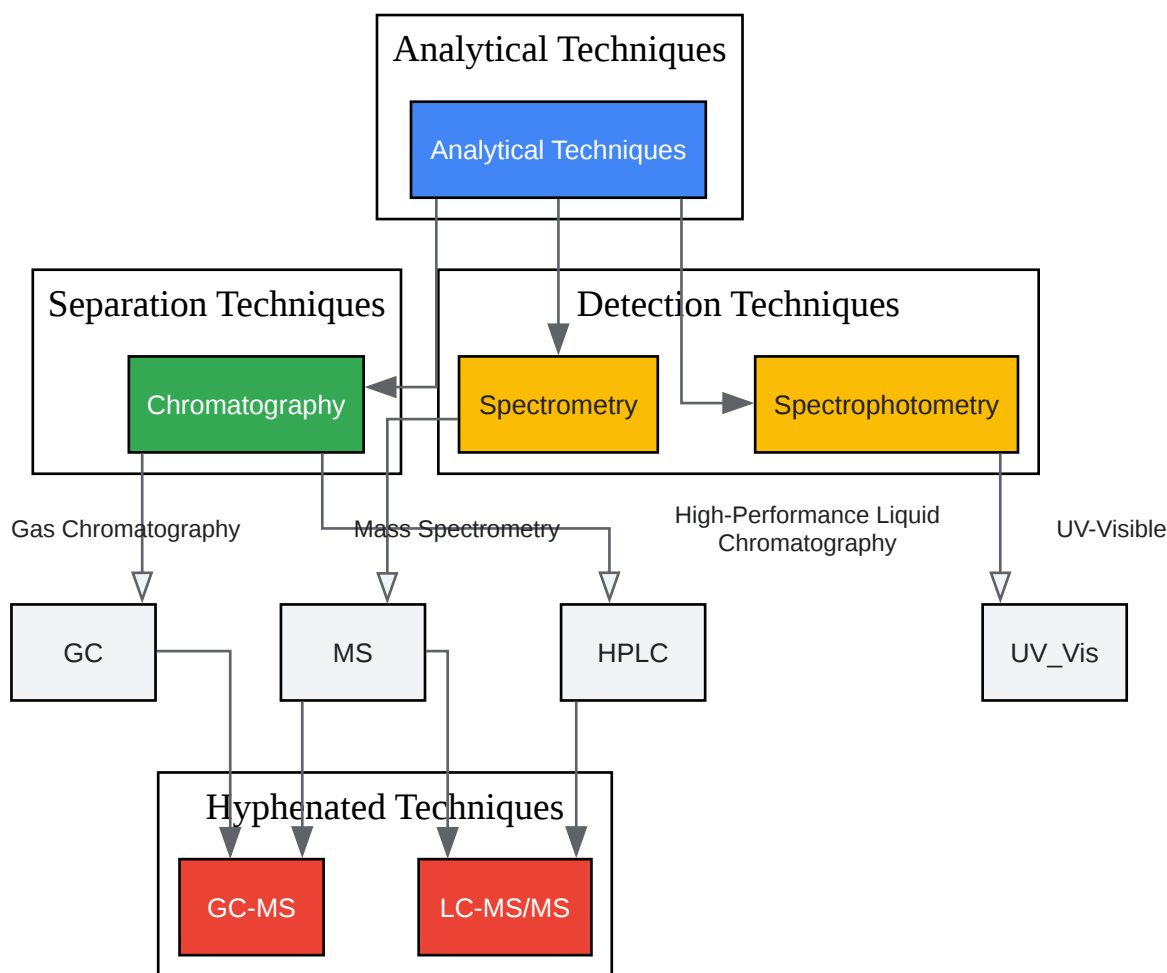 Analytical Techniques
Analytical Techniques
Separation Techniques
Detection Techniques
Chromatography
Spectrometry
Spectrophotometry
Gas Chromatography
Mass Spectrometry
High-Performance Liquid
Chromatography
UV-Visible
GC
MS
HPLC
UV_Vis
Hyphenated Techniques
GC-MS
LC-MS/MS